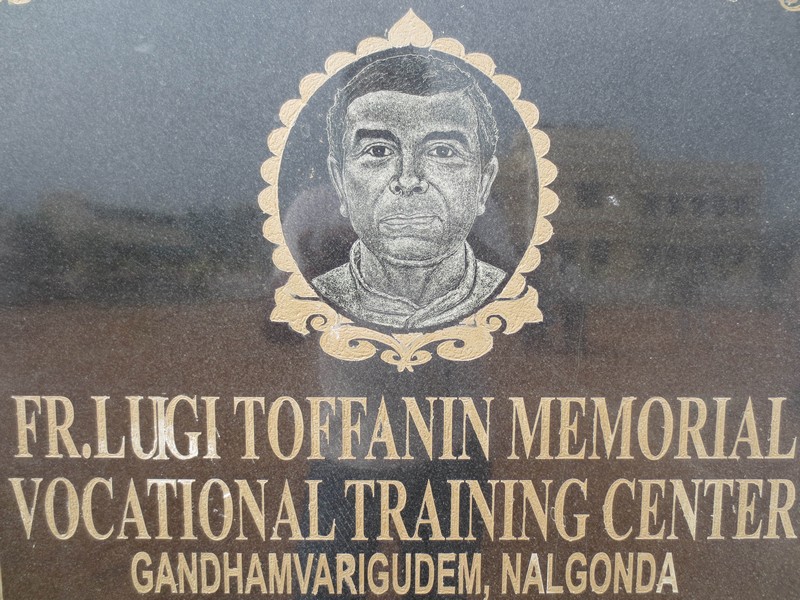 FR.LUIGI TOFFANIN MEMORIAL
VOCATIONAL TRAINING CENTER
GANDHAMVARIGUDEM, NALGONDA